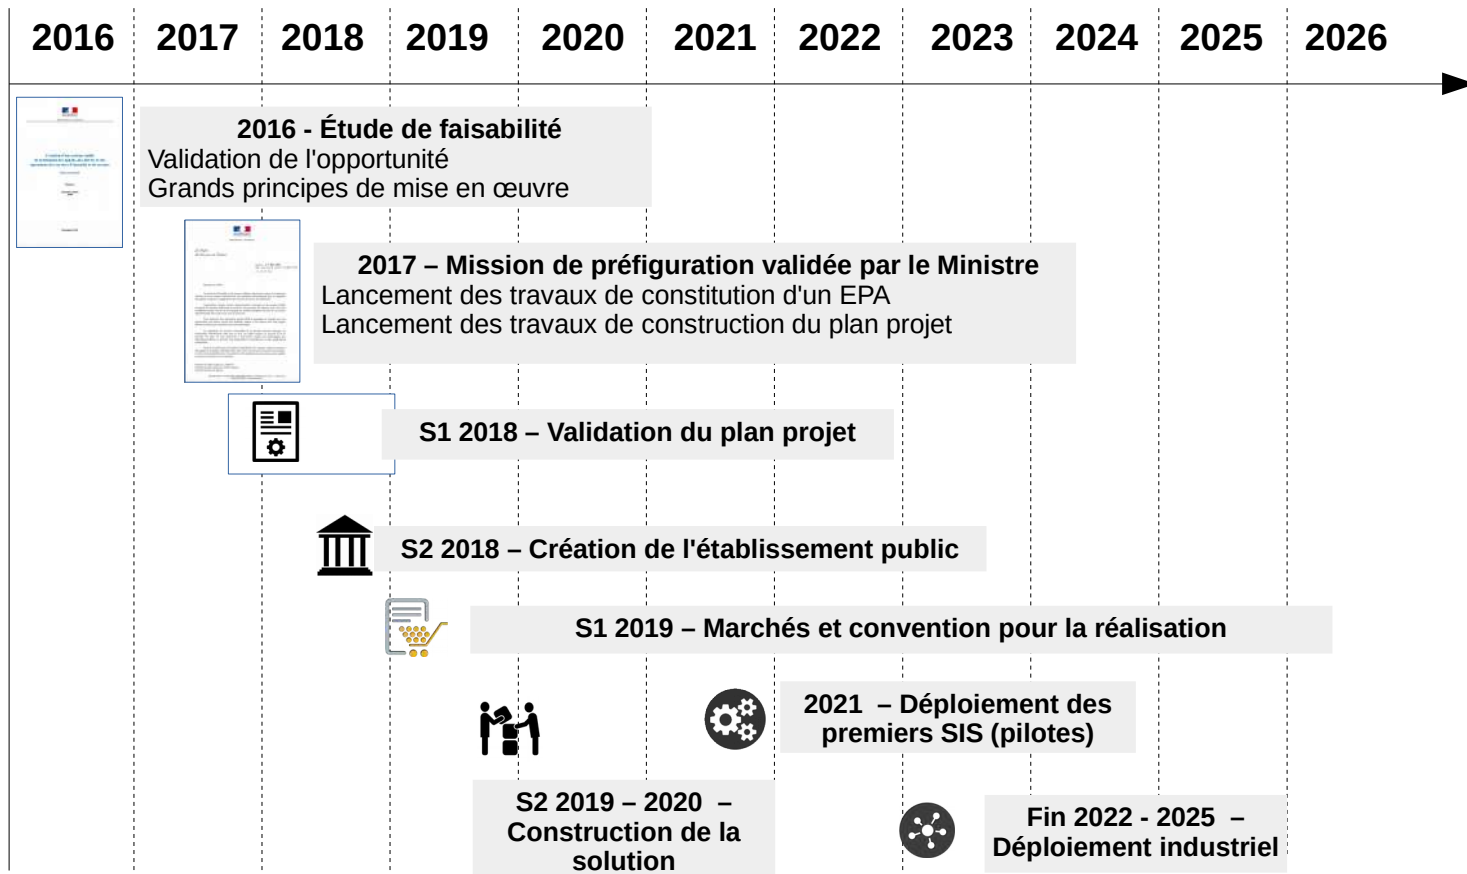 2016 2017 2018 2019 2020 2021 2022 2023 2024 2025 2026
2016 - Étude de faisabilité
Validation de l'opportunité
Grands principes de mise en œuvre
2017 – Mission de préfiguration validée par le Ministre
Lancement des travaux de constitution d'un EPA
Lancement des travaux de construction du plan projet
S1 2018 – Validation du plan projet
S2 2018 – Création de l'établissement public
S1 2019 – Marchés et convention pour la réalisation
2021 – Déploiement des
premiers SIS (pilotes)
S2 2019 – 2020 –
Construction de la
solution
Fin 2022 - 2025 –
Déploiement industriel